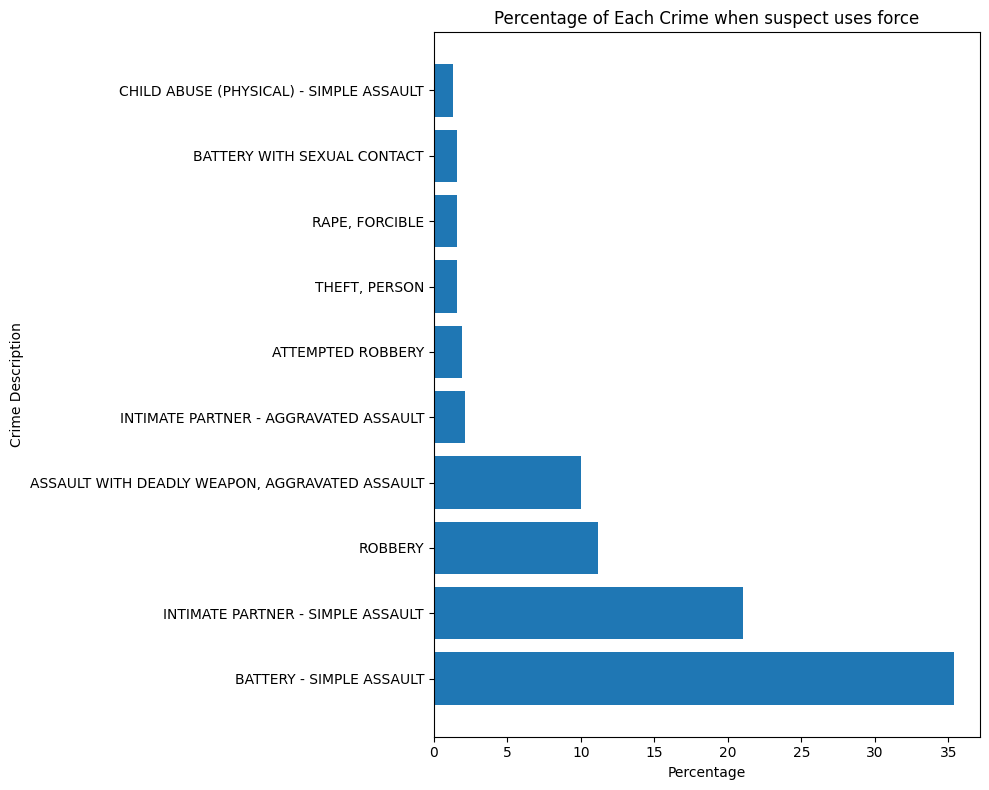 Percentage of Each Crime when suspect uses force
CHILD ABUSE (PHYSICAL) - SIMPLE ASSAULT
BATTERY WITH SEXUAL CONTACT
RAPE, FORCIBLE
THEFT, PERSON
ATTEMPTED ROBBERY
INTIMATE PARTNER - AGGRAVATED ASSAULT
ASSAULT WITH DEADLY WEAPON, AGGRAVATED ASSAULT
ROBBERY
INTIMATE PARTNER - SIMPLE ASSAULT
BATTERY - SIMPLE ASSAULT
Crime Description
0 5 10 15 20 25 30 35
Percentage